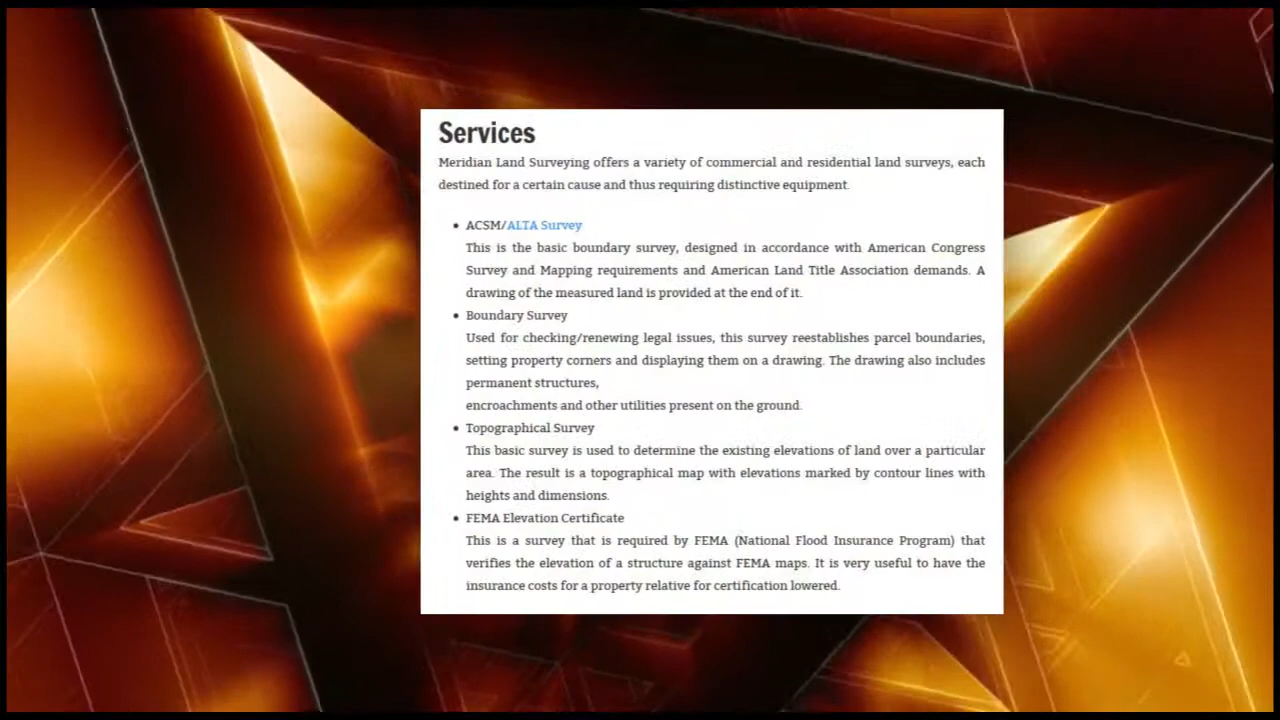 Services
Meridian Land Surveying offers a variety of commercial and residential land surveys, each
destined for a certain cause and thus requiring distinctive equipment.
• ACSM/ALTA Survey
This is the basic boundary survey, designed in accordance with American Congress
Survey and Mapping requirements and American Land Title Association demands. A
drawing of the measured land is provided at the end of it.
• Boundary Survey
Used for checking/renewing legal issues, this survey reestablishes parcel boundaries,
setting property corners and displaying them on a drawing. The drawing also includes
permanent structures,
encroachments and other utilities present on the ground.
• Topographical Survey
This basic survey is used to determine the existing elevations of land over a particular
area. The result is a topographical map with elevations marked by contour lines with
heights and dimensions.
• FEMA Elevation Certificate
This is a survey that is required by FEMA (National Flood Insurance Program) that
verifies the elevation of a structure against FEMA maps. It is very useful to have the
insurance costs for a property relative for certification lowered.